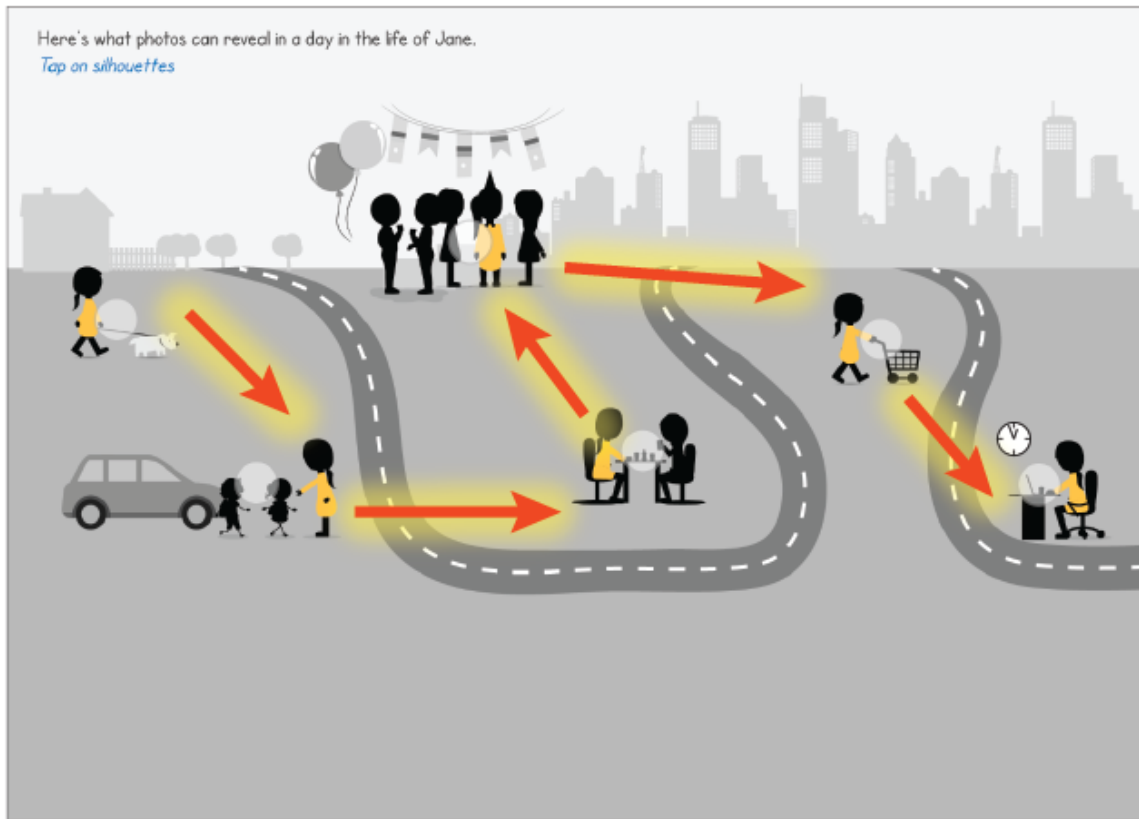 Here's what photos can reveal in a day in the life of Jane.
Tap on silhouettes